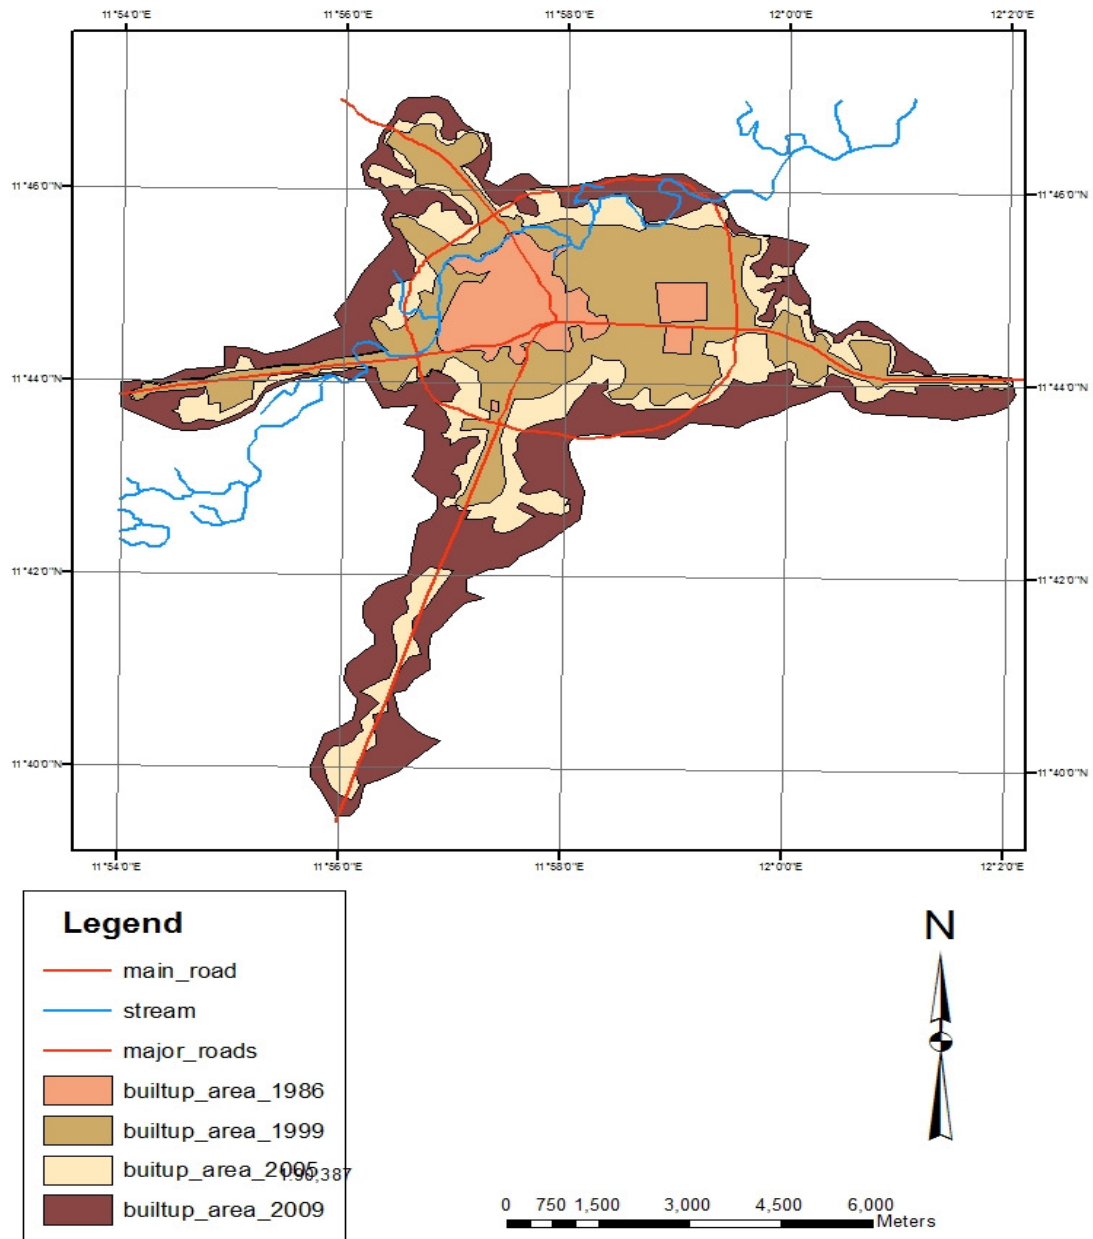 11°54'0"E 11°56'0"E 11°58'0"E 12°0'0"E 12°2'0"E
11°46'0"N 11°46'0"N
11°44'0"N 11°44'0"N
11°42'0"N 11°42'0"N
11°40'0"N 11°40'0"N
11°54'0"E 11°56'0"E 11°58'0"E 12°0'0"E 12°2'0"E
Legend
main_road
stream
major_roads
builtup_area_1986
builtup_area_1999
buitup_area_2005
1:90,387
builtup_area_2009
N
0 750 1,500 3,000 4,500 6,000
Meters